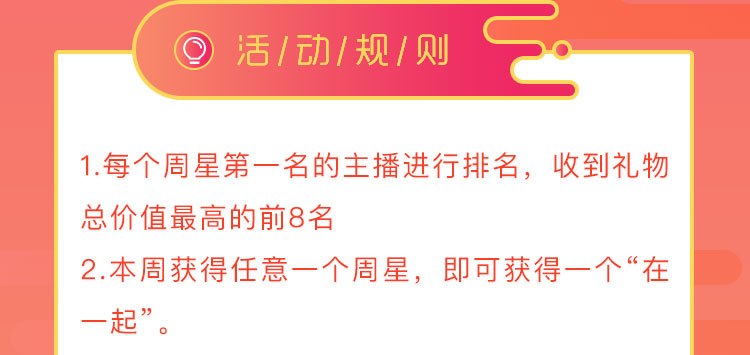 活/动/规/则
1.每个周星第一名的主播进行排名，收到礼物
总价值最高的前8名
2.本周获得任意一个周星，即可获得一个“在
一起”。